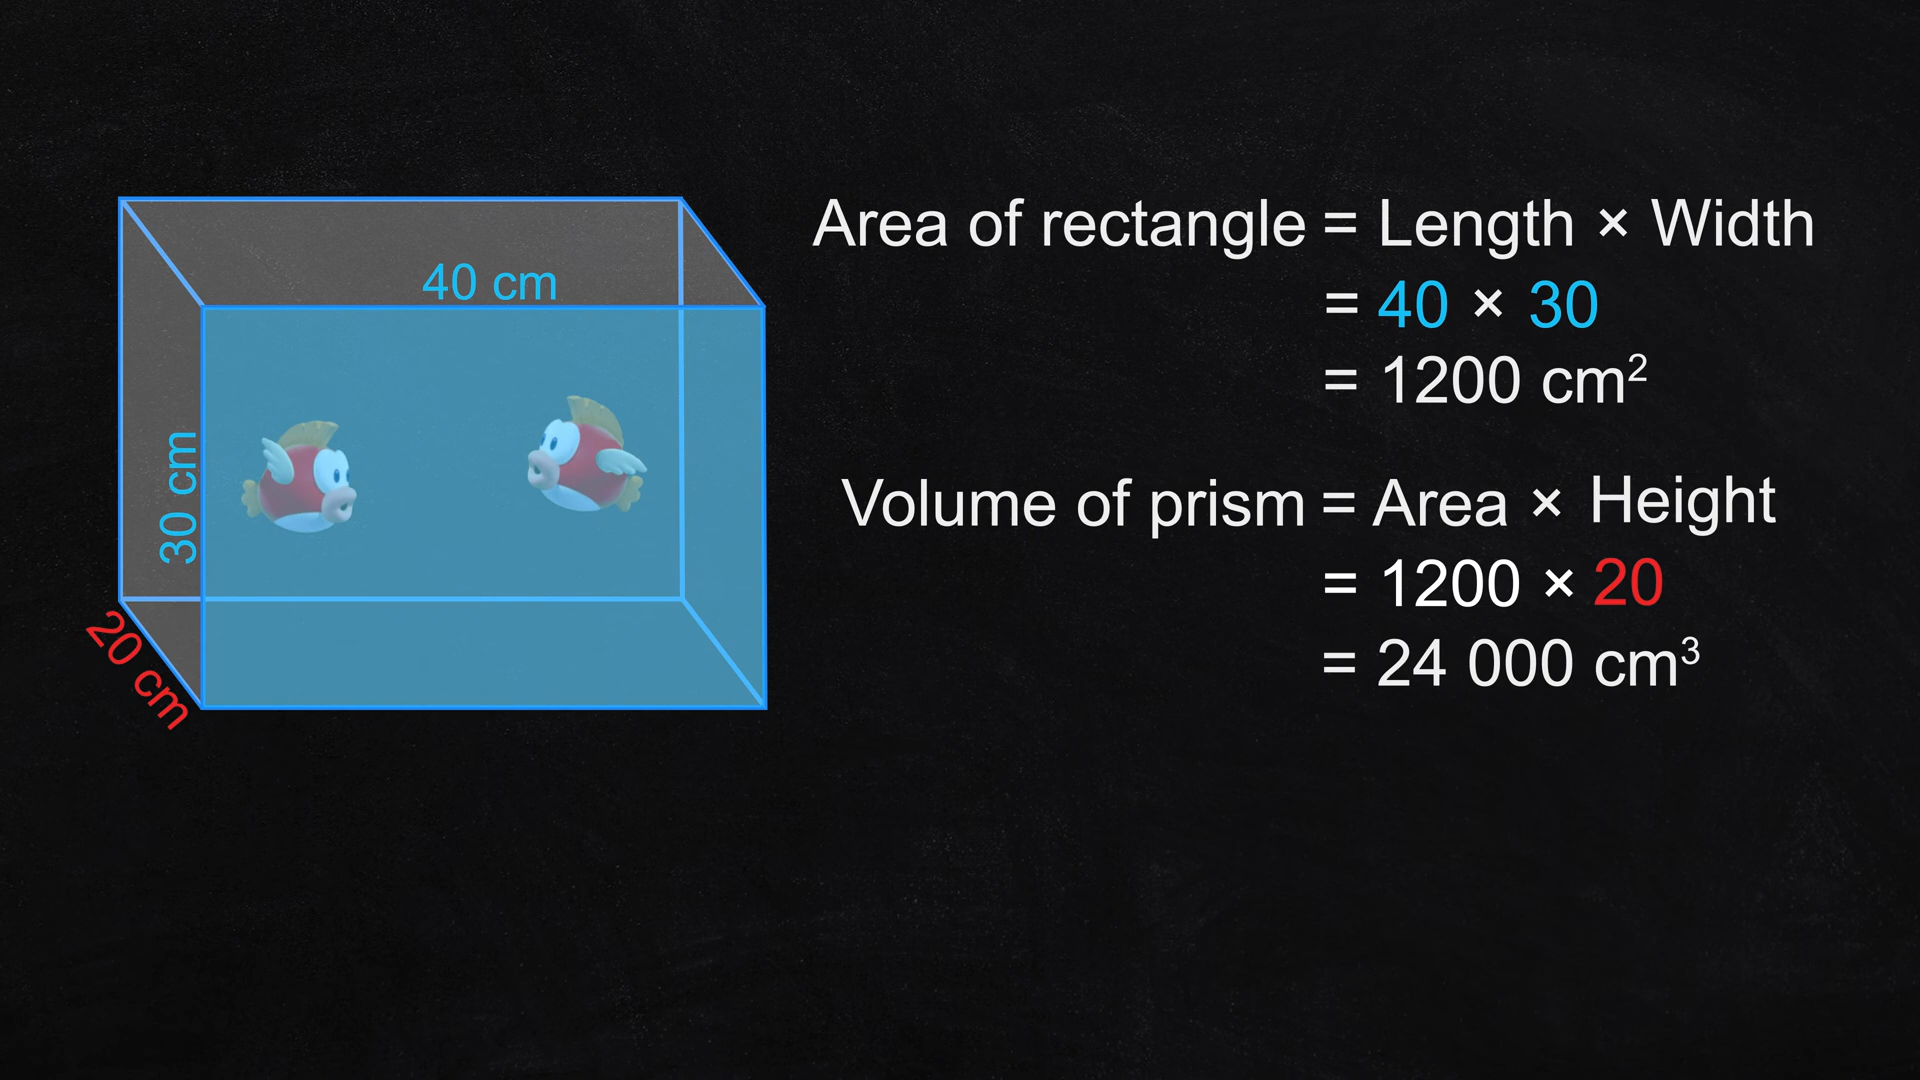 40 cm
30 cm
20 cm
Area of rectangle = Length × Width
= 40 × 30
= 1200 cm²
Volume of prism = Area × Height
= 1200 × 20
= 24 000 cm³